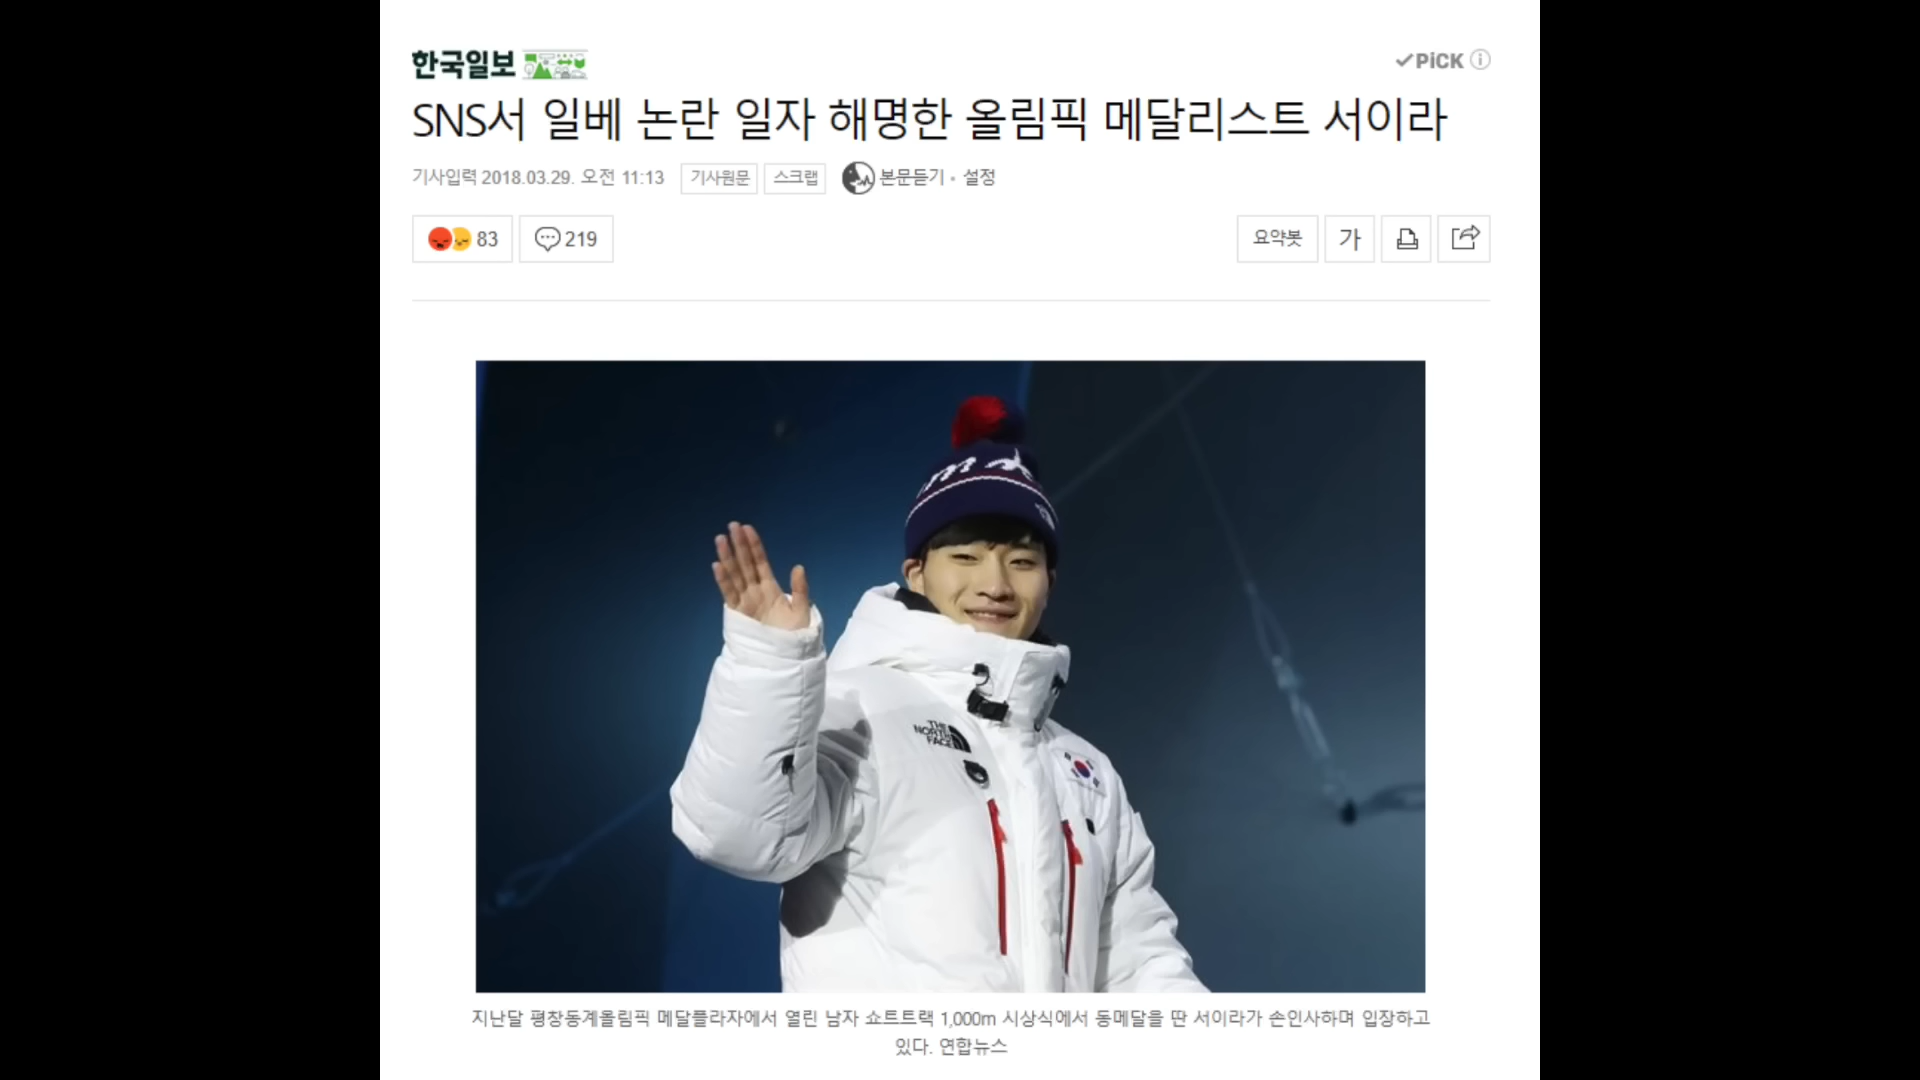 한국일보
✓PiCK ⓘ
SNS서 일베 논란 일자 해명한 올림픽 메달리스트 서이라
기사입력 2018.03.29. 오전 11:13 기사원문 스크랩 본문듣기 · 설정
83 219 요약봇 가
THE
NORTH
FACE
지난달 평창동계올림픽 메달플라자에서 열린 남자 쇼트트랙 1,000m 시상식에서 동메달을 딴 서이라가 손인사하며 입장하고
있다. 연합뉴스